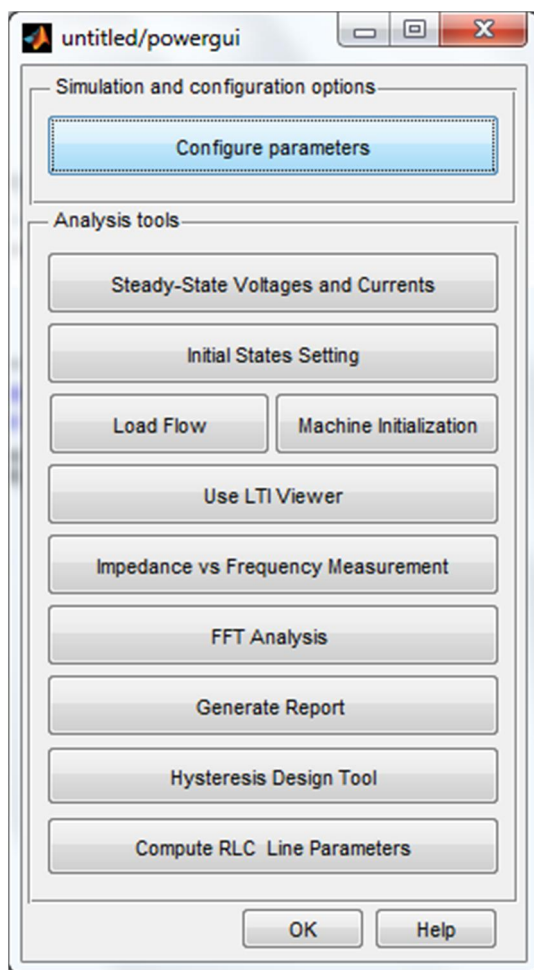 untitled/powergui
Simulation and configuration options
Configure parameters
Analysis tools
Steady-State Voltages and Currents
Initial States Setting
Load Flow
Machine Initialization
Use LTI Viewer
Impedance vs Frequency Measurement
FFT Analysis
Generate Report
Hysteresis Design Tool
Compute RLC Line Parameters
OK
Help